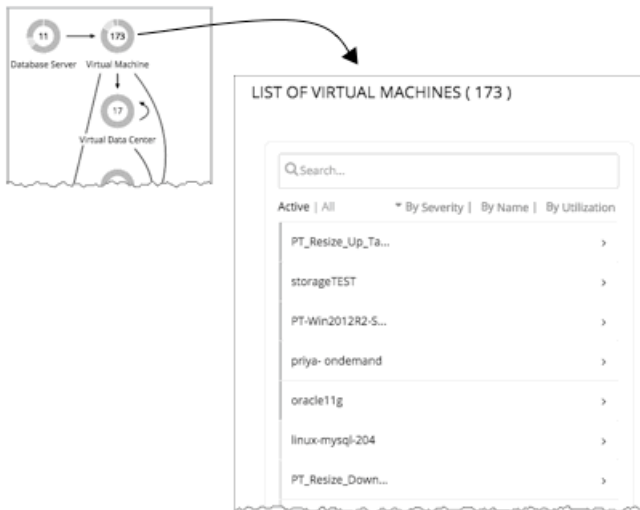 11
173
Database Server Virtual Machine
17
Virtual Data Center
LIST OF VIRTUAL MACHINES ( 173 )
Search...
Active | All By Severity | By Name | By Utilization
PT_Resize_Up_Ta...
storageTEST
PT-Win2012R2-S...
priya- ondemand
oracle11g
linux-mysql-204
PT_Resize_Down...